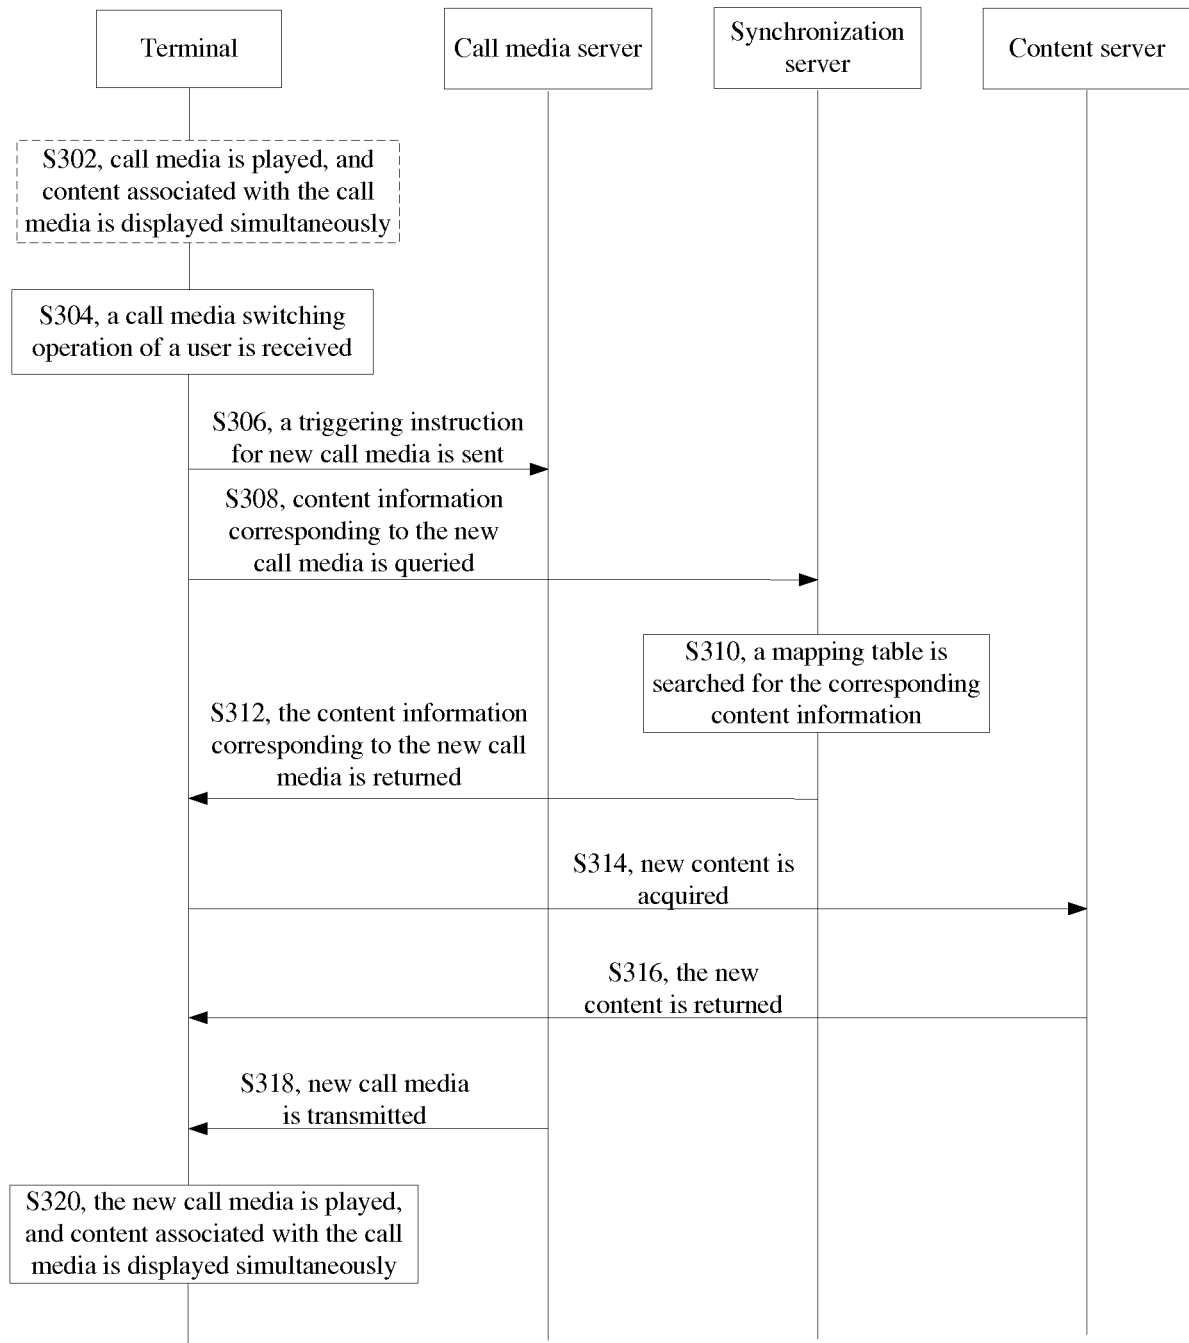 Terminal
Call media server
Synchronization
server
Content server
S302, call media is played, and
content associated with the call
media is displayed simultaneously
S304, a call media switching
operation of a user is received
S306, a triggering instruction
for new call media is sent
S308, content information
corresponding to the new
call media is queried
S310, a mapping table is
searched for the corresponding
content information
S312, the content information
corresponding to the new call
media is returned
S314, new content is
acquired
S316, the new
content is returned
S318, new call media
is transmitted
S320, the new call media is played,
and content associated with the call
media is displayed simultaneously